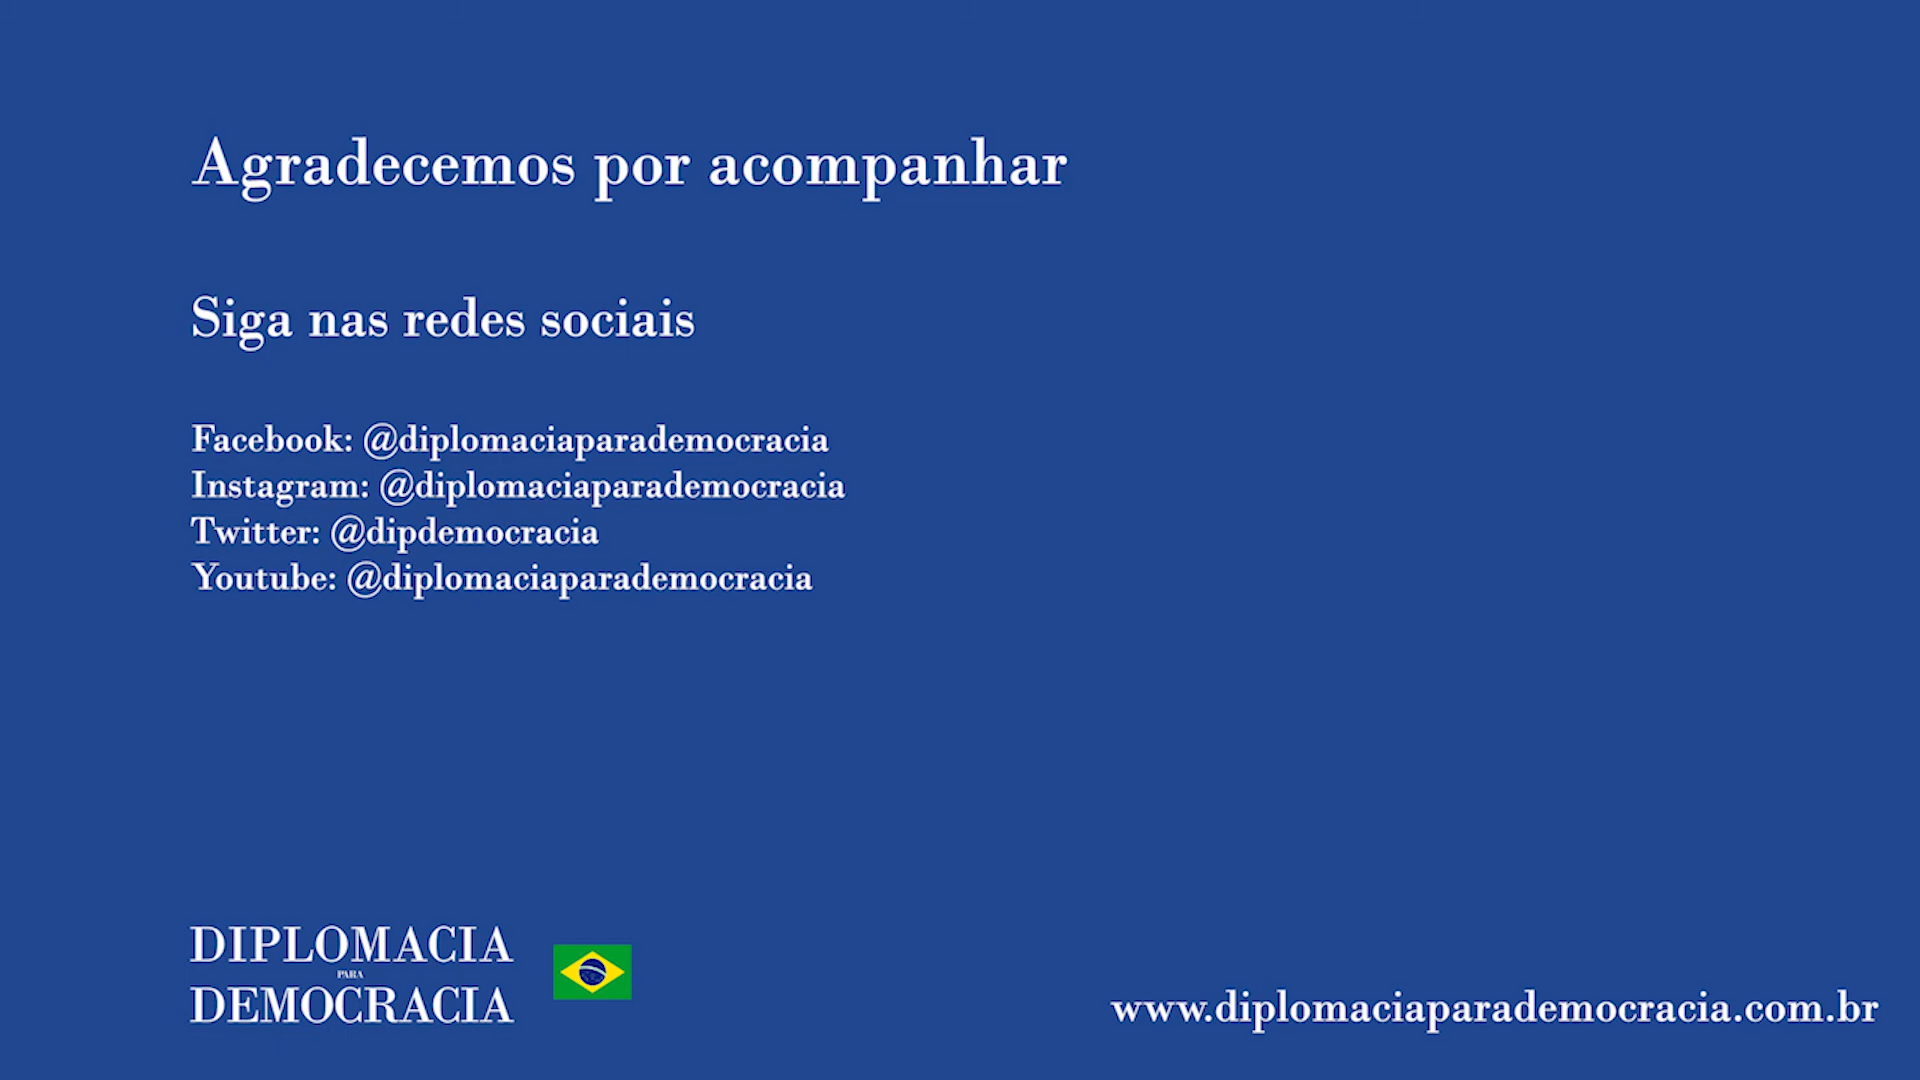 Agradecemos por acompanhar
Siga nas redes sociais
Facebook: @diplomaciaparademocracia
Instagram: @diplomaciaparademocracia
Twitter: @dipdemocracia
Youtube: @diplomaciaparademocracia
DIPLOMACIA
PARA
DEMOCRACIA
www.diplomaciaparademocracia.com.br